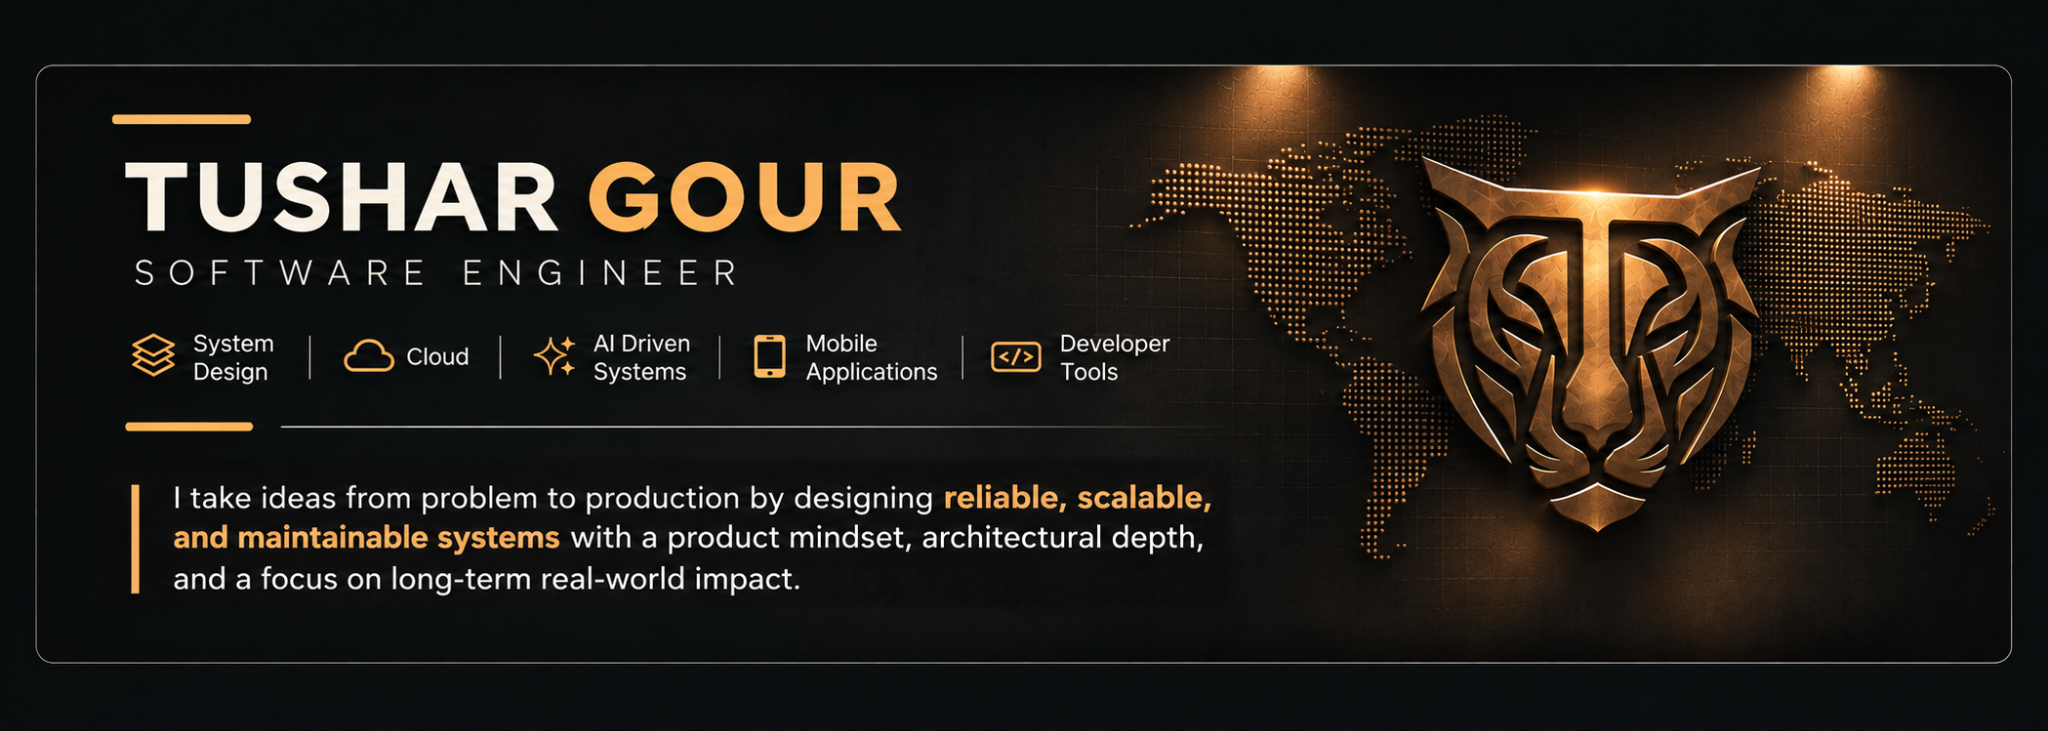 TUSHAR GOUR
SOFTWARE ENGINEER
System Design
Cloud
AI Driven Systems
Mobile Applications
</> Developer Tools
I take ideas from problem to production by designing reliable, scalable,
and maintainable systems with a product mindset, architectural depth,
and a focus on long-term real-world impact.